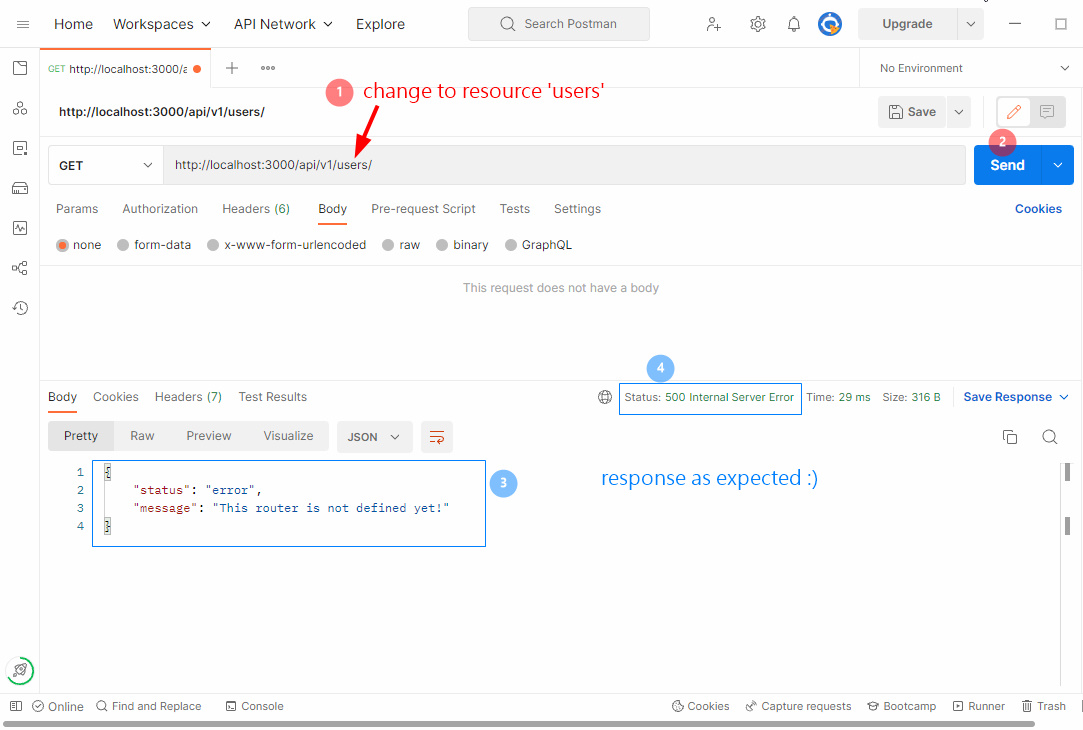 Home Workspaces API Network Explore Search Postman Upgrade
GET http://localhost:3000/a No Environment
1 change to resource 'users'
http://localhost:3000/api/v1/users/ Save
2
GET http://localhost:3000/api/v1/users/ Send
Params Authorization Headers (6) Body Pre-request Script Tests Settings Cookies
none form-data x-www-form-urlencoded raw binary GraphQL
This request does not have a body
4
Body Cookies Headers (7) Test Results Status: 500 Internal Server Error Time: 29 ms Size: 316 B Save Response
Pretty Raw Preview Visualize JSON
1 {
2 "status": "error",
3 "message": "This router is not defined yet!"
4 }
3
response as expected :)
Online Find and Replace Console Cookies Capture requests Bootcamp Runner Trash